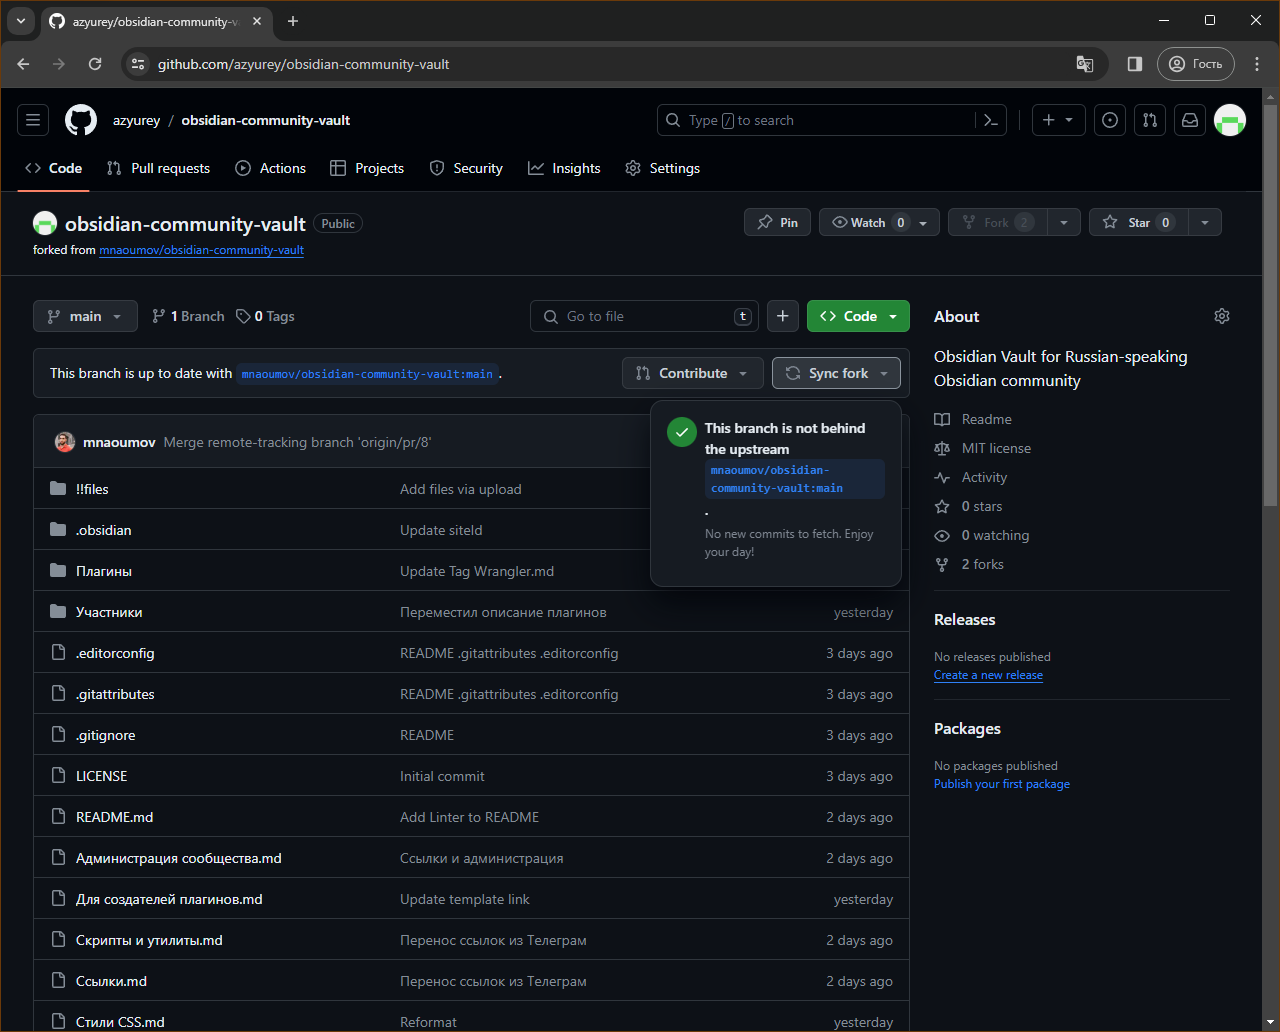 azyurey/obsidian-community-v
github.com/azyurey/obsidian-community-vault
Гость
azyurey / obsidian-community-vault
Type / to search
Code
Pull requests
Actions
Projects
Security
Insights
Settings
obsidian-community-vault
Public
Pin
Watch 0
Fork 2
Star 0
forked from mnaoumov/obsidian-community-vault
main
1 Branch
0 Tags
Go to file
t
Code
This branch is up to date with mnaoumov/obsidian-community-vault:main .
Contribute
Sync fork
This branch is not behind
the upstream
mnaoumov/obsidian-
community-vault:main
.
No new commits to fetch. Enjoy
your day!
mnaoumov Merge remote-tracking branch 'origin/pr/8'
!!files Add files via upload
.obsidian Update siteId
Плагины Update Tag Wrangler.md
Участники Переместил описание плагинов yesterday
.editorconfig README .gitattributes .editorconfig 3 days ago
.gitattributes README .gitattributes .editorconfig 3 days ago
.gitignore README 3 days ago
LICENSE Initial commit 3 days ago
README.md Add Linter to README 2 days ago
Администрация сообщества.md Ссылки и администрация 2 days ago
Для создателей плагинов.md Update template link yesterday
Скрипты и утилиты.md Перенос ссылок из Телеграм 2 days ago
Ссылки.md Перенос ссылок из Телеграм 2 days ago
Стили CSS.md Reformat yesterday
About
Obsidian Vault for Russian-speaking
Obsidian community
Readme
MIT license
Activity
0 stars
0 watching
2 forks
Releases
No releases published
Create a new release
Packages
No packages published
Publish your first package